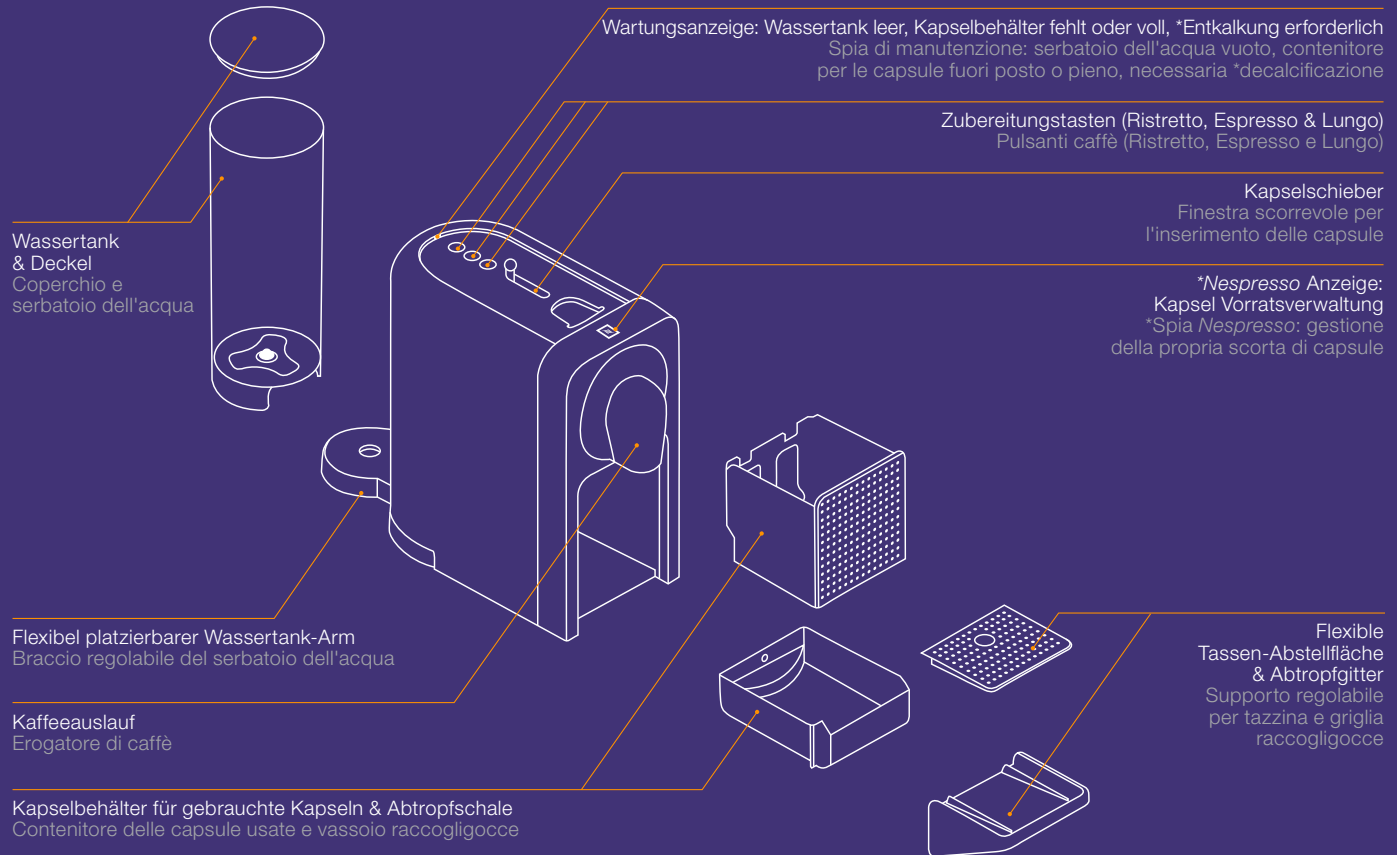 Wartungsanzeige: Wassertank leer, Kapselbehälter fehlt oder voll, *Entkalkung erforderlich
Spia di manutenzione: serbatoio dell'acqua vuoto, contenitore
per le capsule fuori posto o pieno, necessaria *decalcificazione
Zubereitungstasten (Ristretto, Espresso & Lungo)
Pulsanti caffè (Ristretto, Espresso e Lungo)
Kapselschieber
Finestra scorrevole per
l'inserimento delle capsule
Wassertank
& Deckel
Coperchio e
serbatoio dell'acqua
*Nespresso Anzeige:
Kapsel Vorratsverwaltung
*Spia Nespresso: gestione
della propria scorta di capsule
Flexibel platzierbarer Wassertank-Arm
Braccio regolabile del serbatoio dell'acqua
Flexible
Tassen-Abstellfläche
& Abtropfgitter
Supporto regolabile
per tazzina e griglia
raccogligocce
Kaffeeauslauf
Erogatore di caffè
Kapselbehälter für gebrauchte Kapseln & Abtropfschale
Contenitore delle capsule usate e vassoio raccogligocce